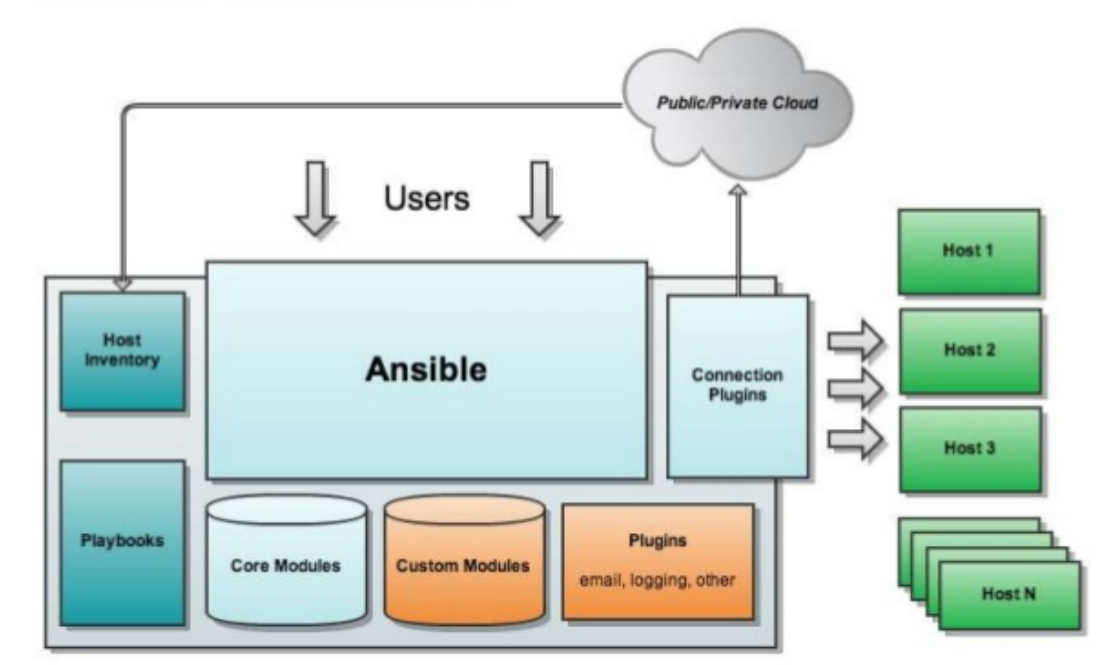 Public/Private Cloud
Users
Host 1
Host
Inventory
Ansible
Connection
Plugins
Host 2
Host 3
Playbooks
Core Modules
Custom Modules
Plugins
email, logging, other
Host N